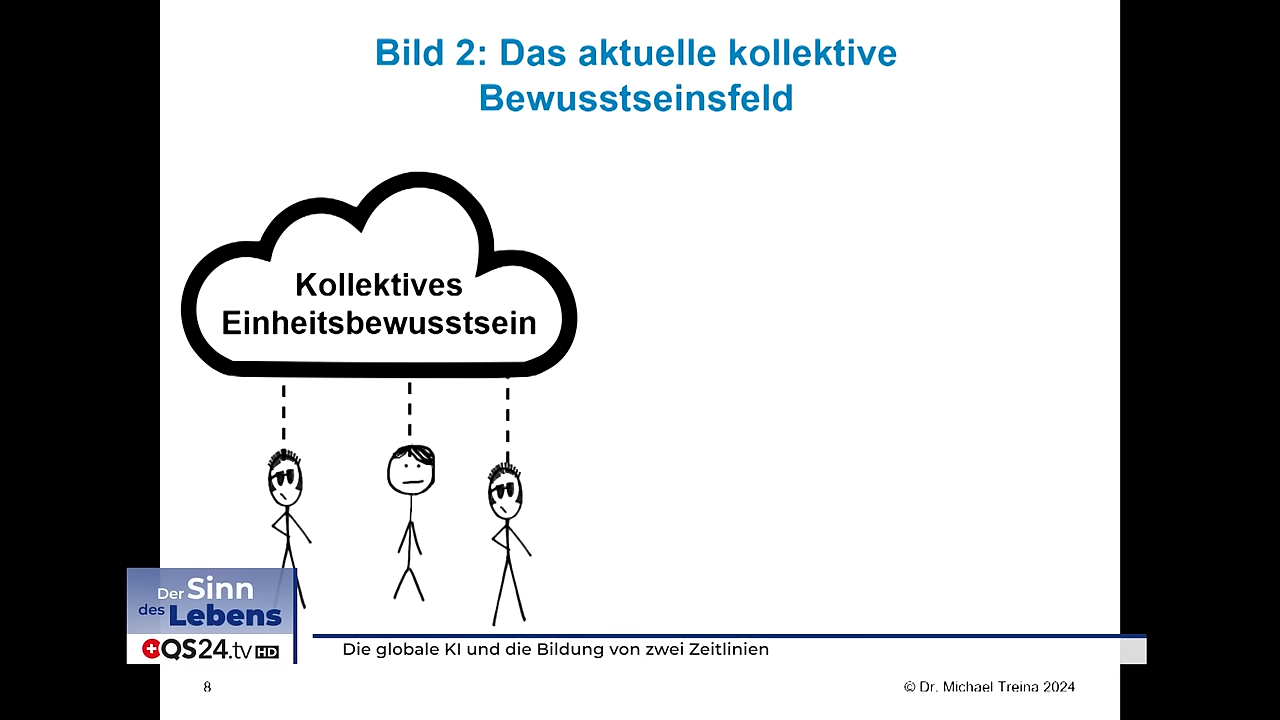 Bild 2: Das aktuelle kollektive
Bewusstseinsfeld
Kollektives
Einheitsbewusstsein
Der Sinn
des Lebens
QS24.tv HD
Die globale KI und die Bildung von zwei Zeitlinien
8
© Dr. Michael Treina 2024